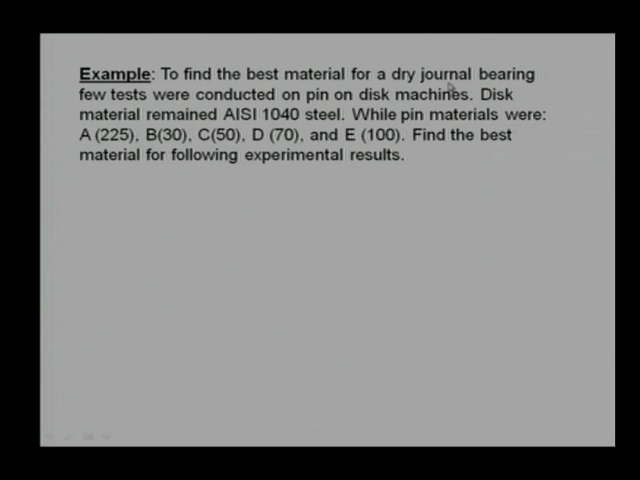 Example: To find the best material for a dry journal bearing
few tests were conducted on pin on disk machines. Disk
material remained AISI 1040 steel. While pin materials were:
A (225), B(30), C(50), D (70), and E (100). Find the best
material for following experimental results.